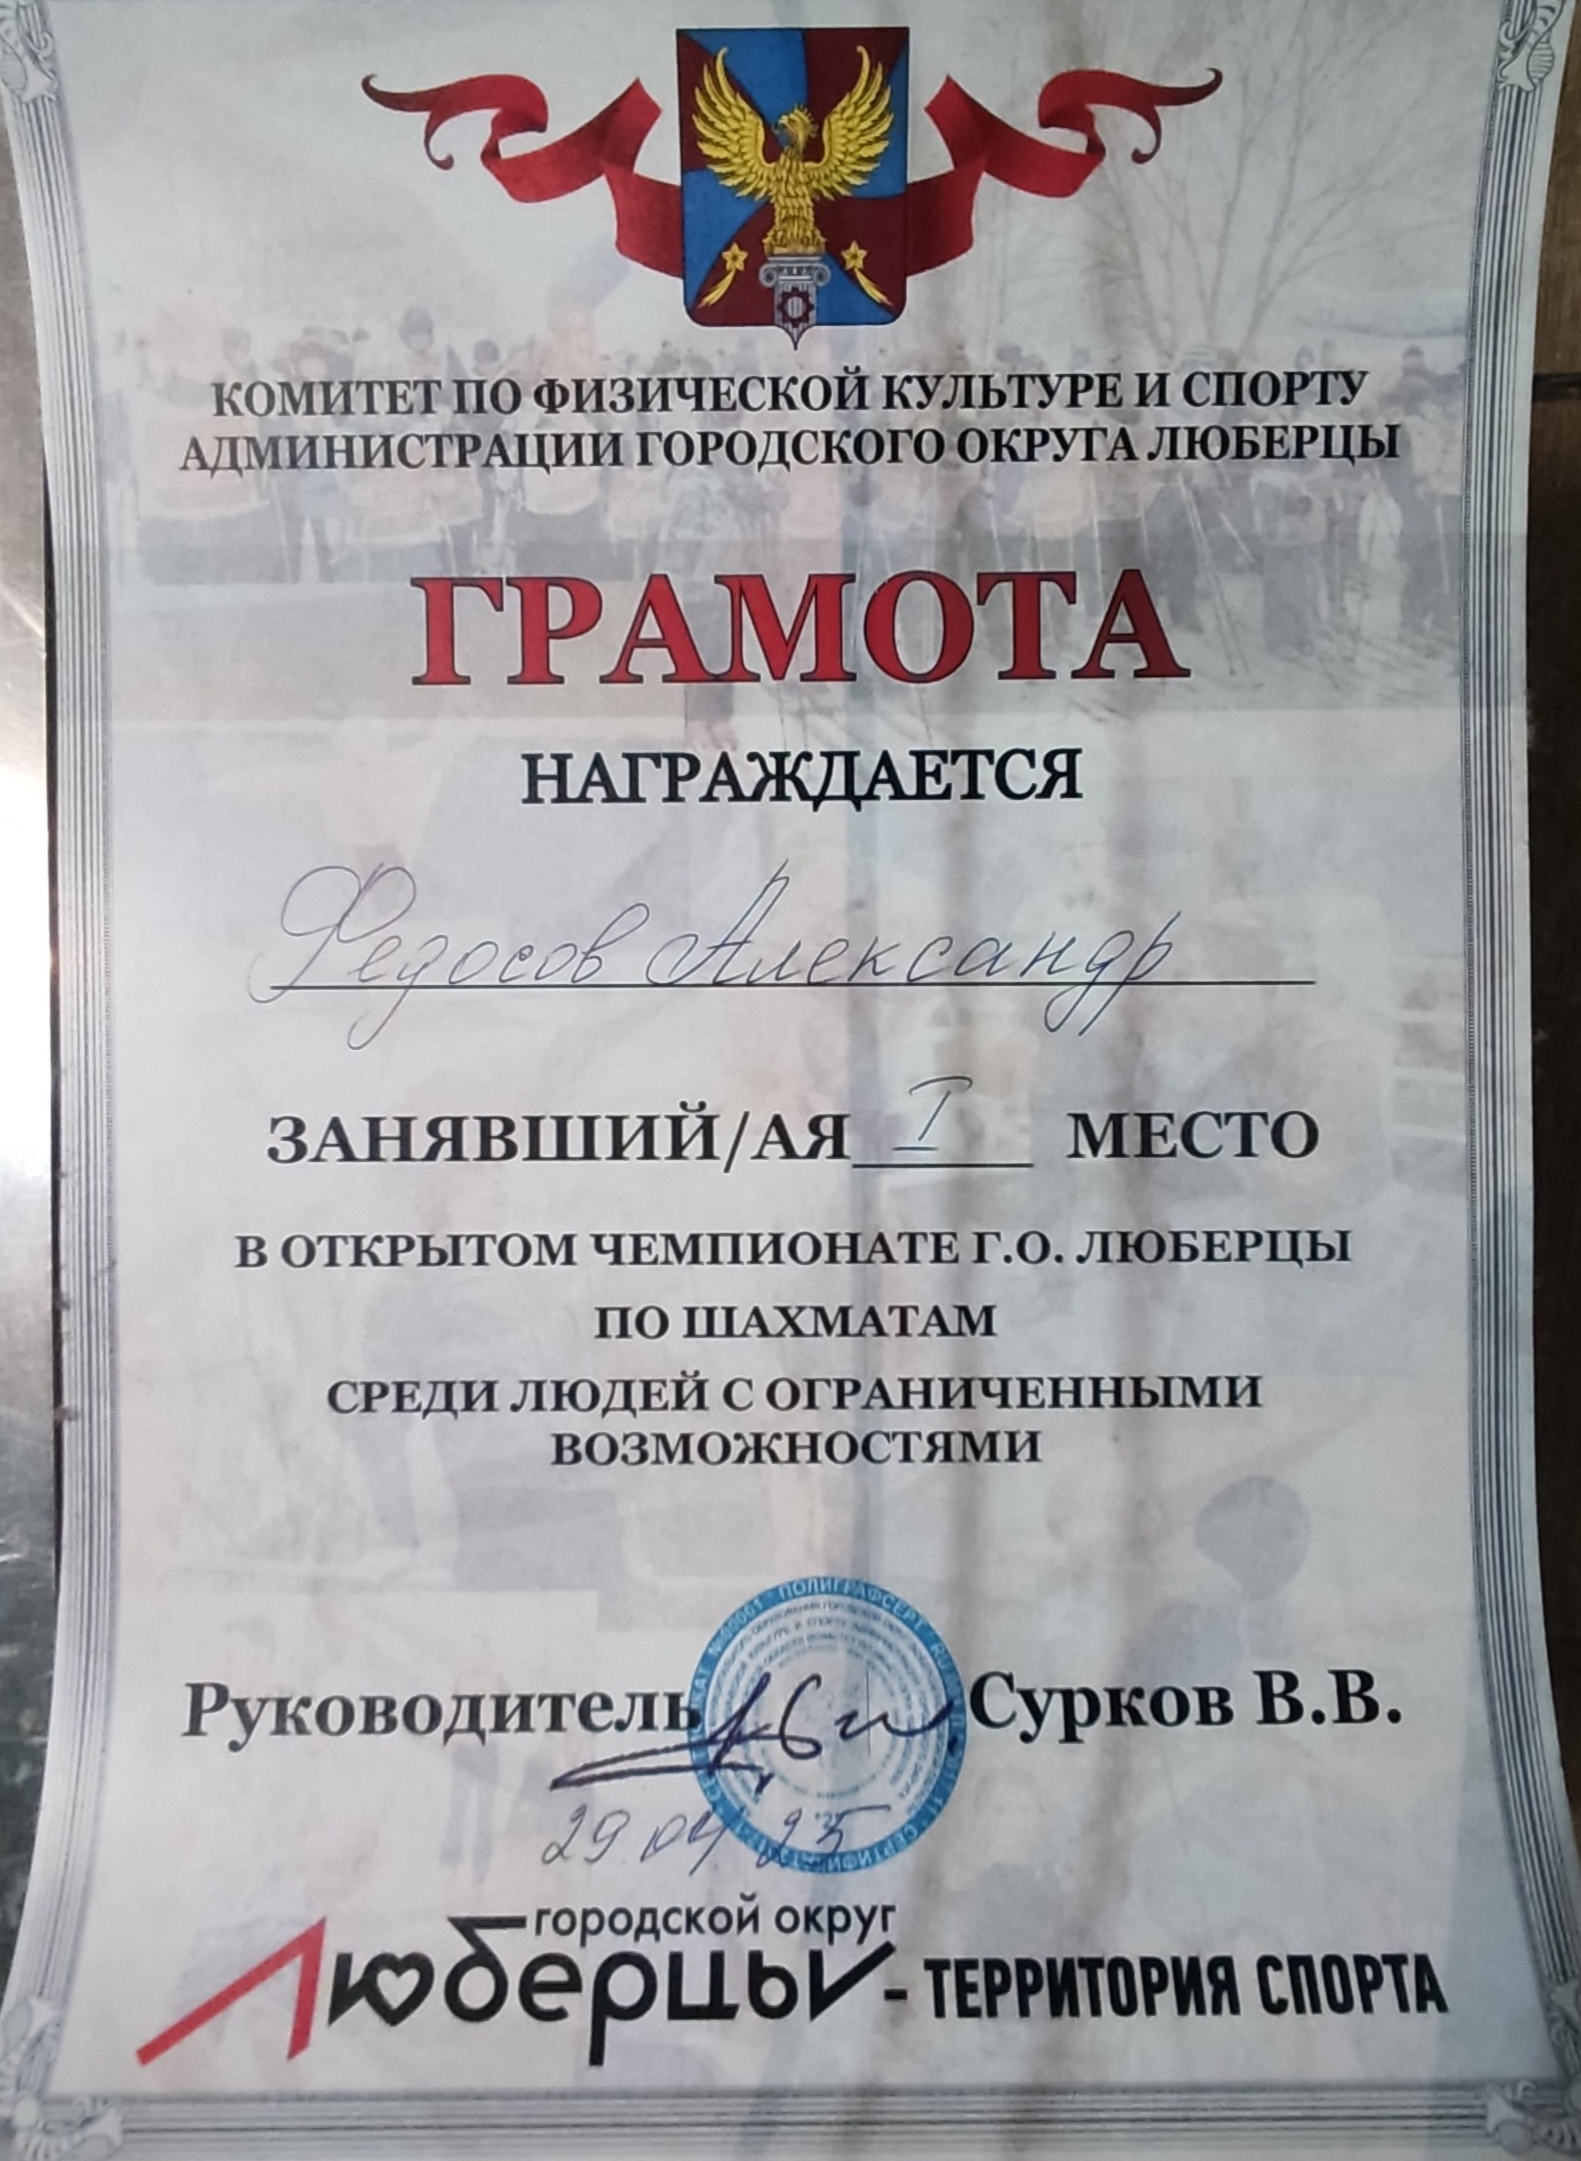 КОМИТЕТ ПО ФИЗИЧЕСКОЙ КУЛЬТУРЕ И СПОРТУ
АДМИНИСТРАЦИИ ГОРОДСКОГО ОКРУГА ЛЮБЕРЦЫ
ГРАМОТА
НАГРАЖДАЕТСЯ
Федосов Александр
ЗАНЯВШИЙ/АЯ I МЕСТО
В ОТКРЫТОМ ЧЕМПИОНАТЕ Г.О. ЛЮБЕРЦЫ
ПО ШАХМАТАМ
СРЕДИ ЛЮДЕЙ С ОГРАНИЧЕННЫМИ
ВОЗМОЖНОСТЯМИ
ПОЛИГРАФСЕРТ
Руководитель Сурков В.В.
29.04.25
городской округ
Люберцы - ТЕРРИТОРИЯ СПОРТА